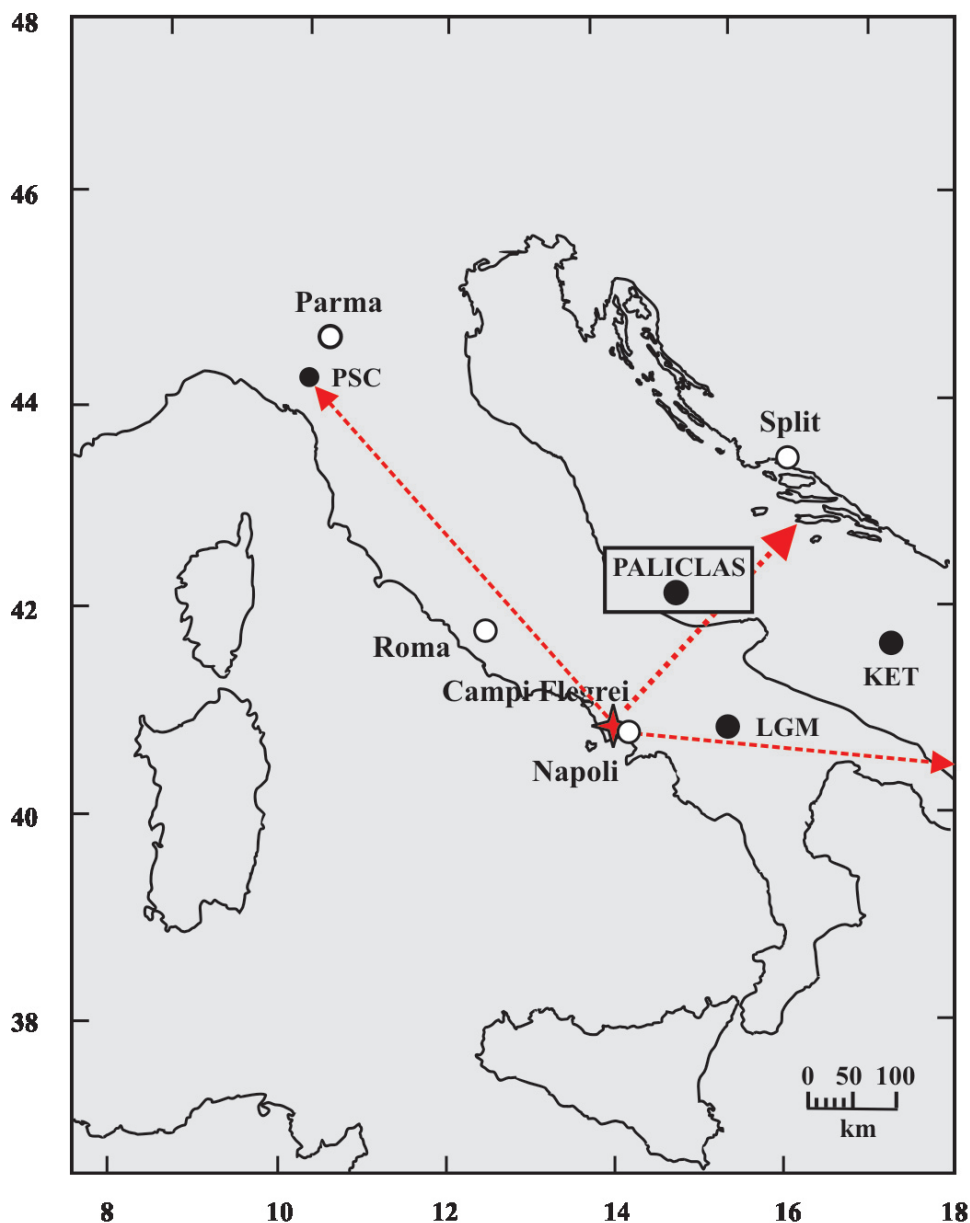 48
46
Parma
PSC
44
Split
PALICLAS
42
Roma
KET
Campi Flegrei
LGM
Napoli
40
38
0 50 100
km
8 10 12 14 16 18